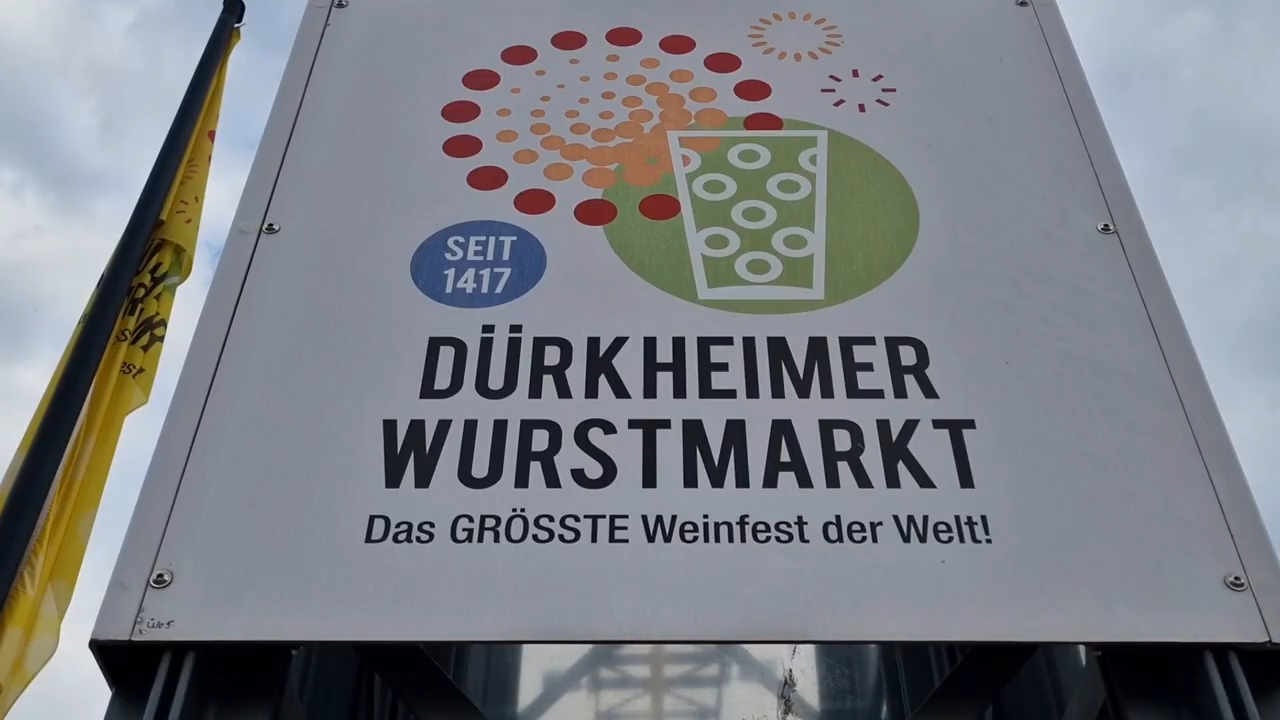 SEIT
1417
DÜRKHEIMER
WURSTMARKT
Das GRÖSSTE Weinfest der Welt!